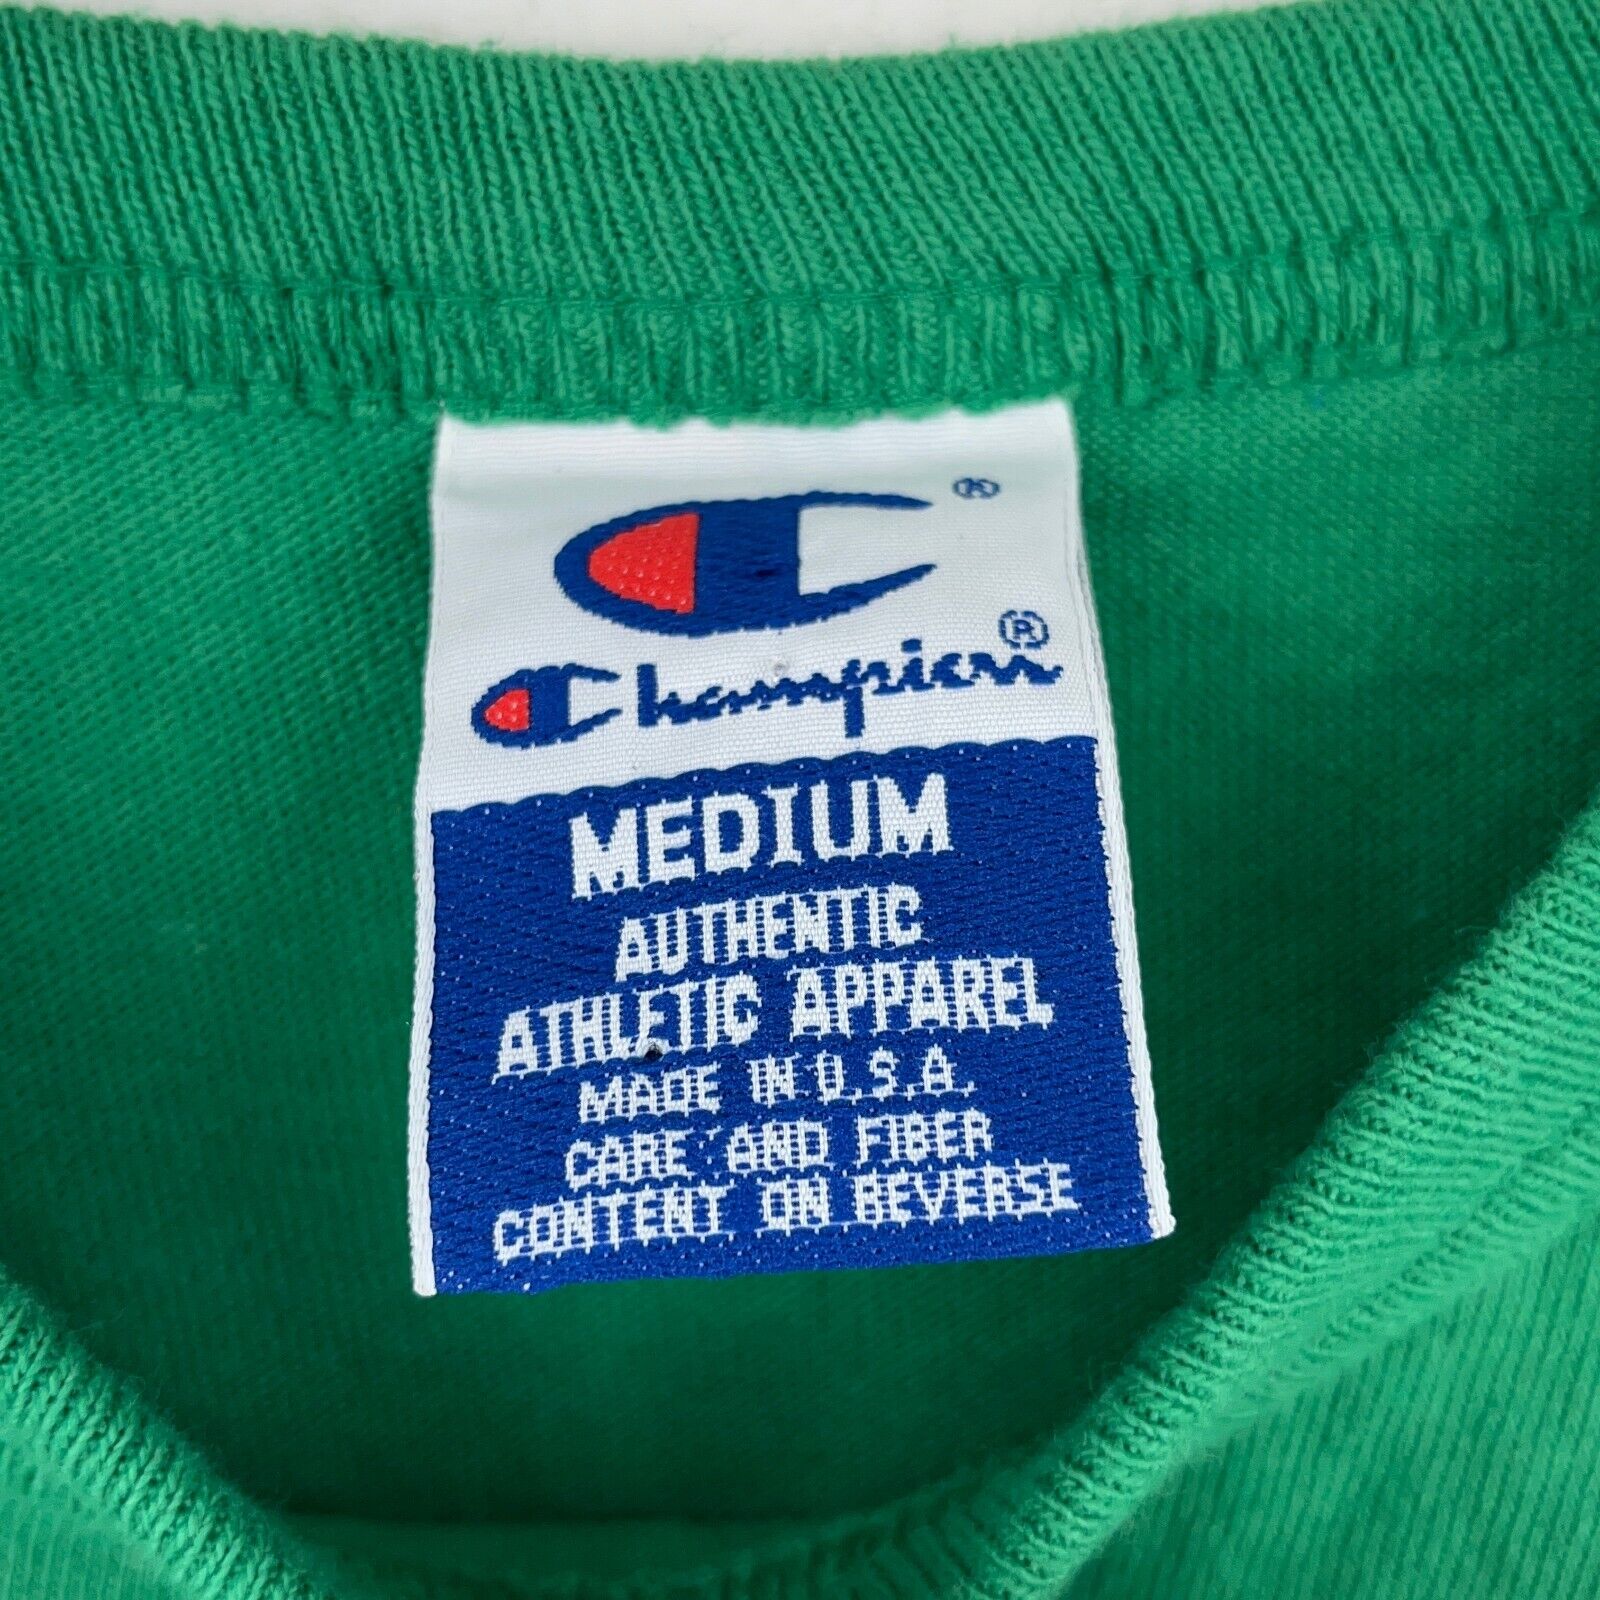 ®
Champion®
MEDIUM
AUTHENTIC
ATHLETIC APPAREL
MADE IN U.S.A.
CARE AND FIBER
CONTENT ON REVERSE